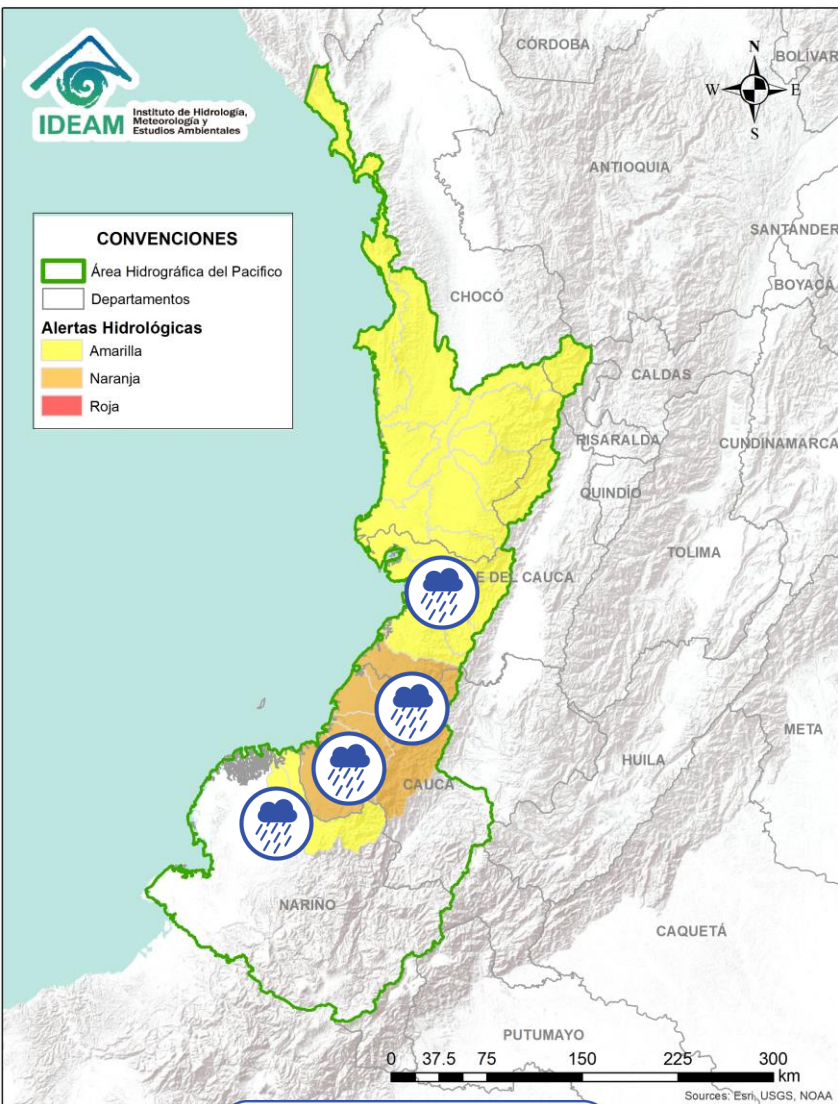 CÓRDOBA
BOLÍVAR
N
W
E
S
IDEAM
Instituto de Hidrología,
Meteorología y
Estudios Ambientales
ANTIOQUIA
SANTANDER
CONVENCIONES
Área Hidrográfica del Pacifico
Departamentos
Alertas Hidrológicas
Amarilla
Naranja
Roja
BOYACÁ
CHOCÓ
CALDAS
RISARALDA
CUNDINAMARCA
QUINDÍO
TOLIMA
E DEL CAUCA
META
HUILA
CAUCA
NARIÑO
CAQUETÁ
PUTUMAYO
0 37.5 75 150 225 300
km
Sources: Esri, USGS, NOAA